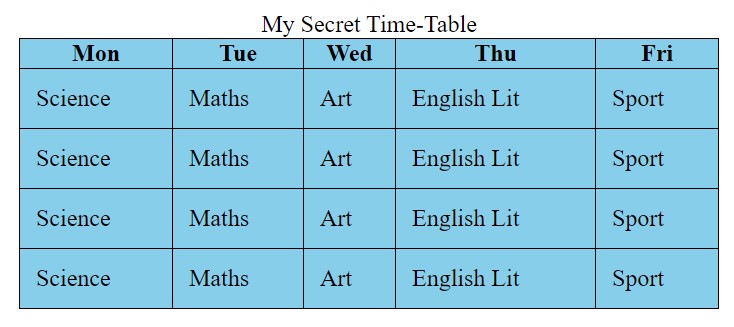 My Secret Time-Table
Mon Tue Wed Thu Fri
Science Maths Art English Lit Sport
Science Maths Art English Lit Sport
Science Maths Art English Lit Sport
Science Maths Art English Lit Sport